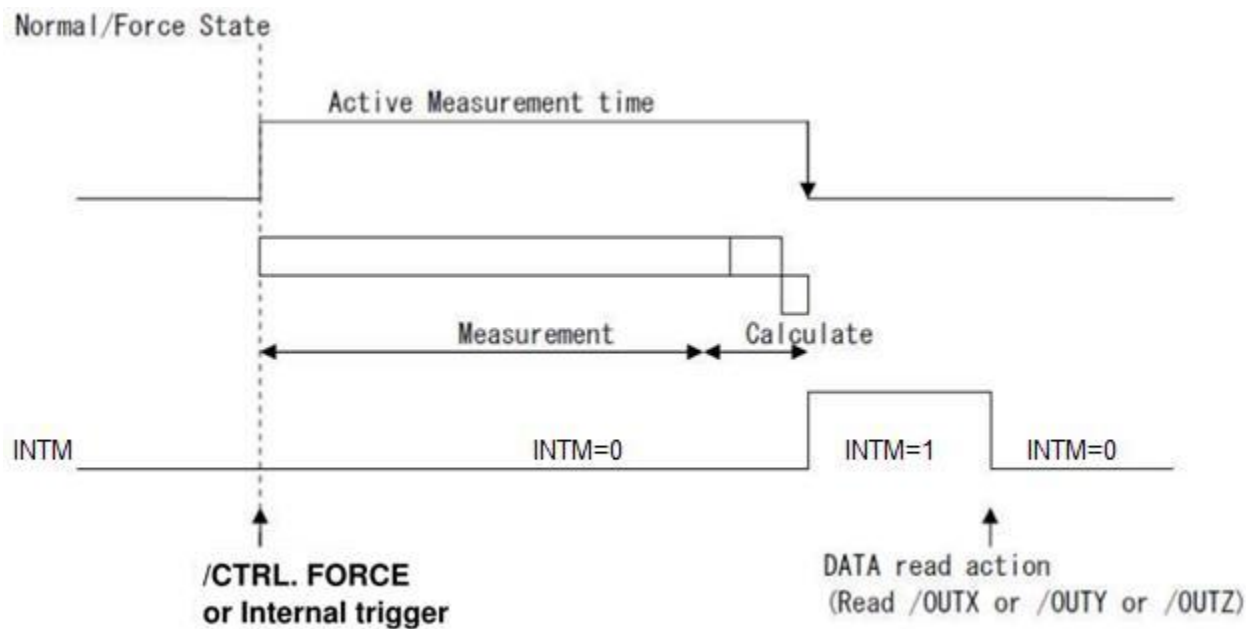 Normal/Force State
Active Measurement time
Measurement
Calculate
INTM
INTM=0
INTM=1
INTM=0
/CTRL. FORCE
or Internal trigger
DATA read action
(Read /OUTX or /OUTY or /OUTZ)